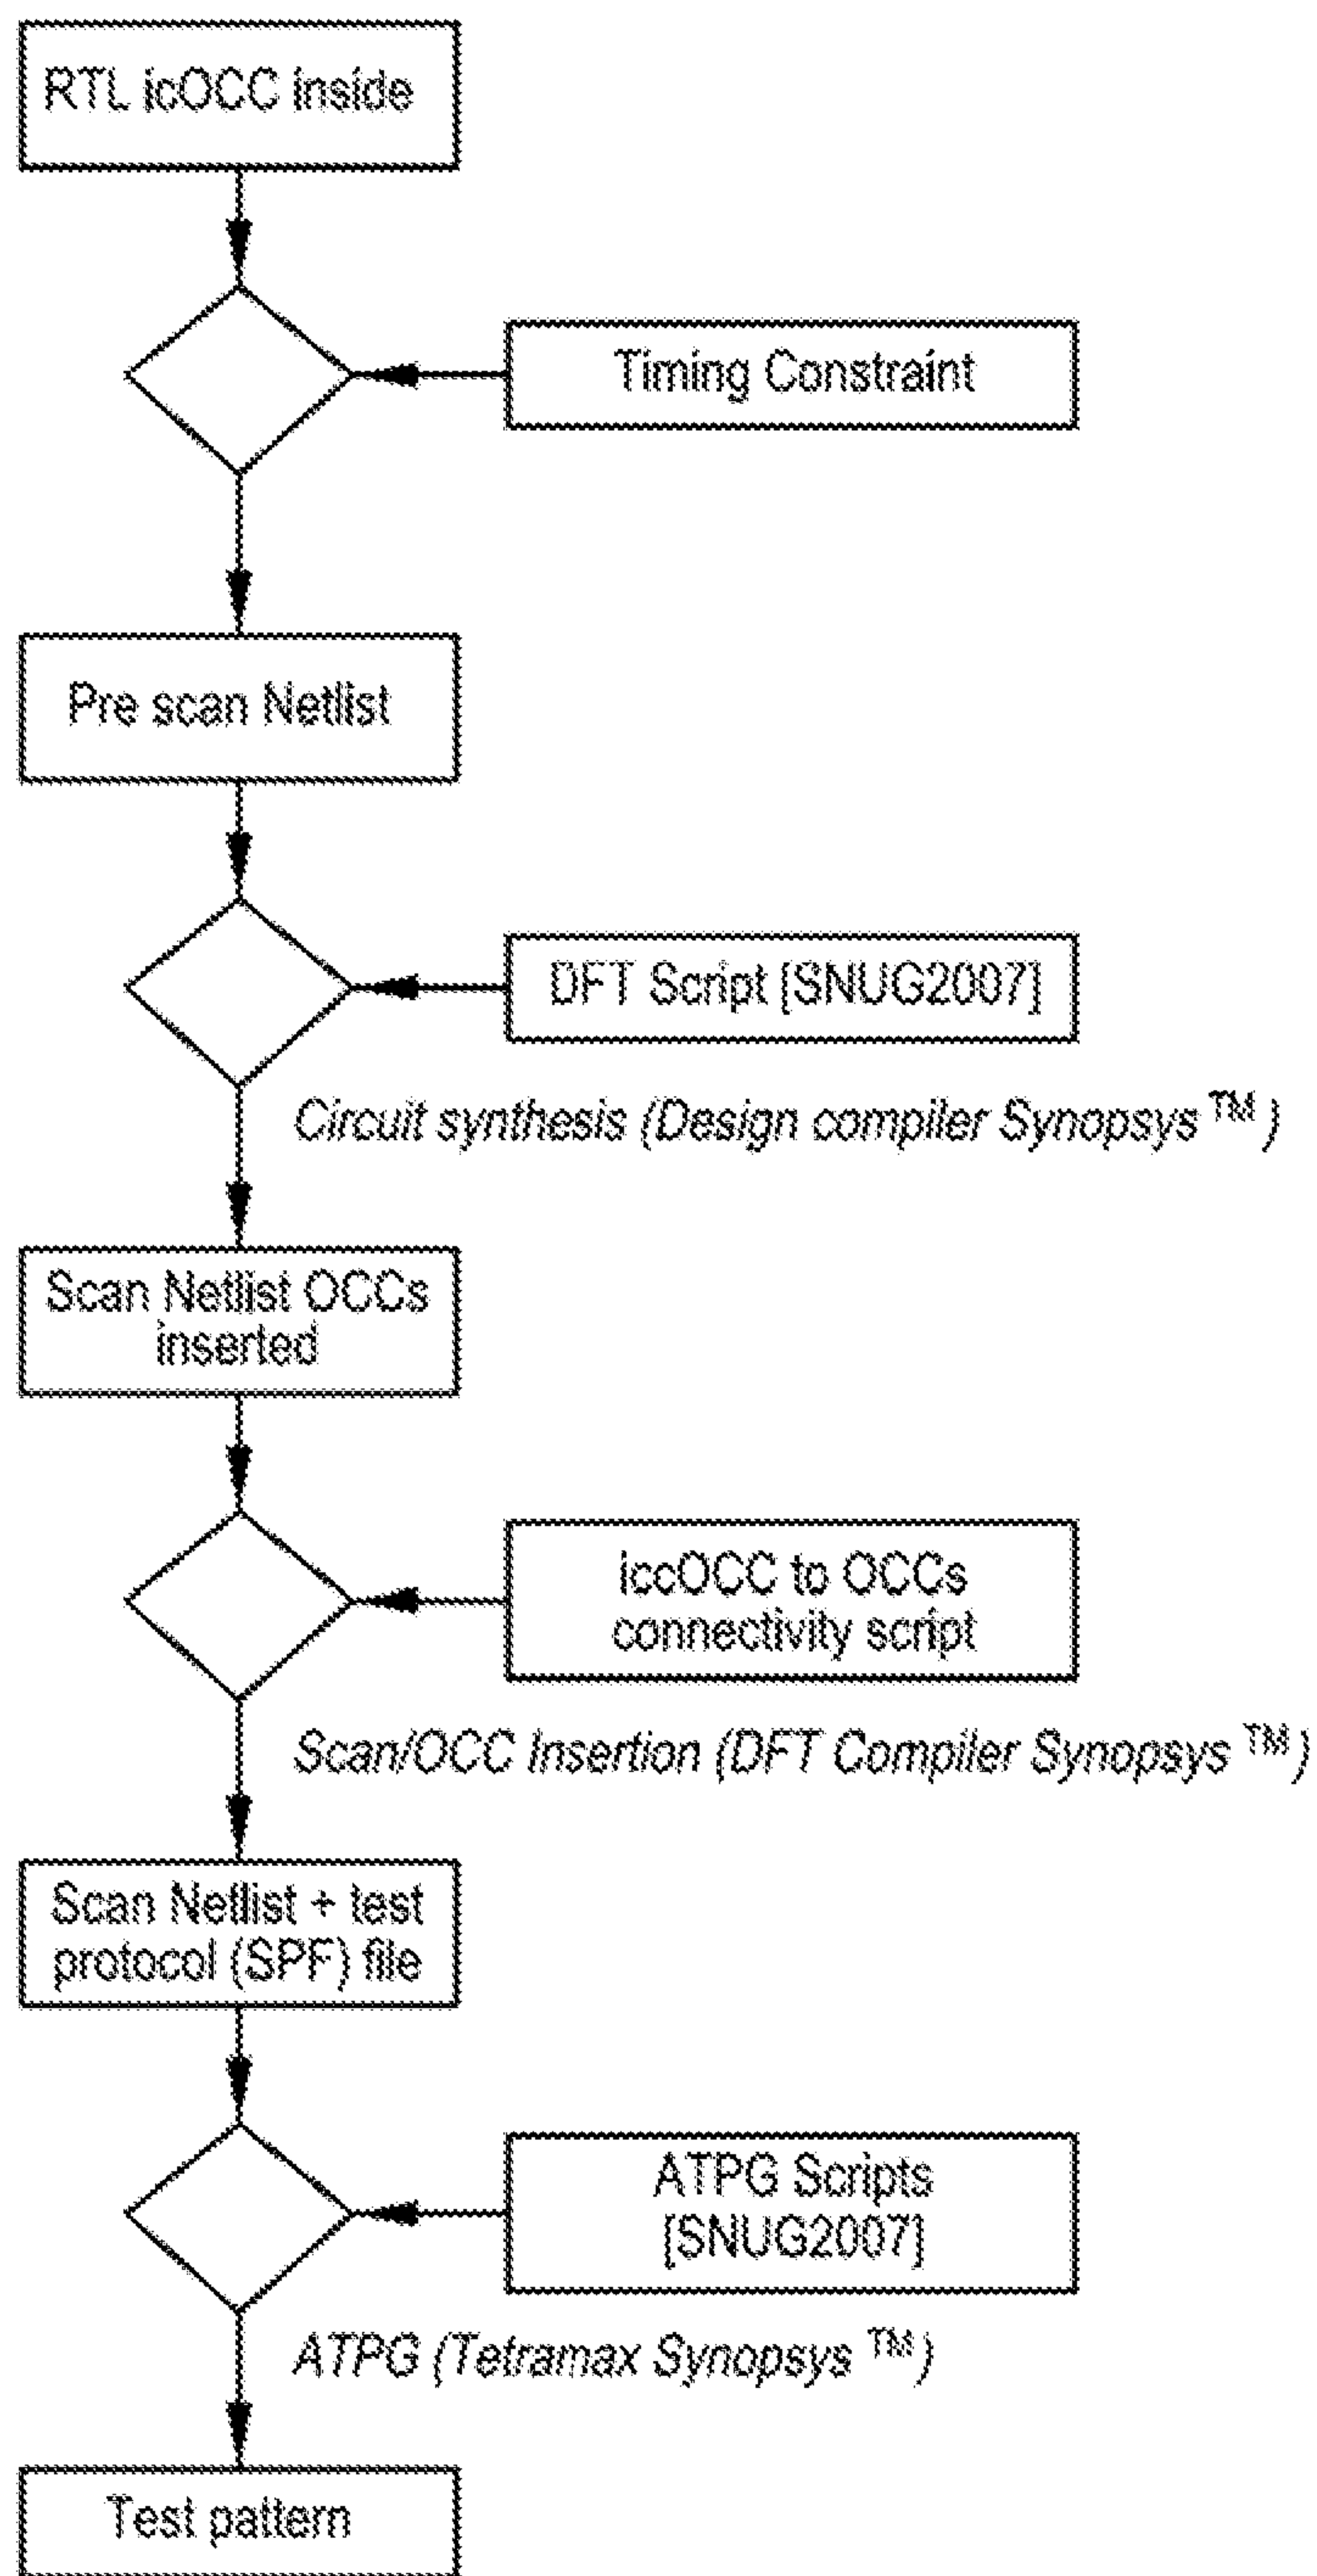 RTL icOCC inside
Timing Constraint
Pre scan Netlist
DFT Script [SNUG2007]
Circuit synthesis (Design compiler Synopsys ™)
Scan Netlist OCCs
inserted
iccOCC to OCCs
connectivity script
Scan/OCC Insertion (DFT Compiler Synopsys ™)
Scan Netlist + test
protocol (SPF) file
ATPG Scripts
[SNUG2007]
ATPG (Tetramax Synopsys ™)
Test pattern